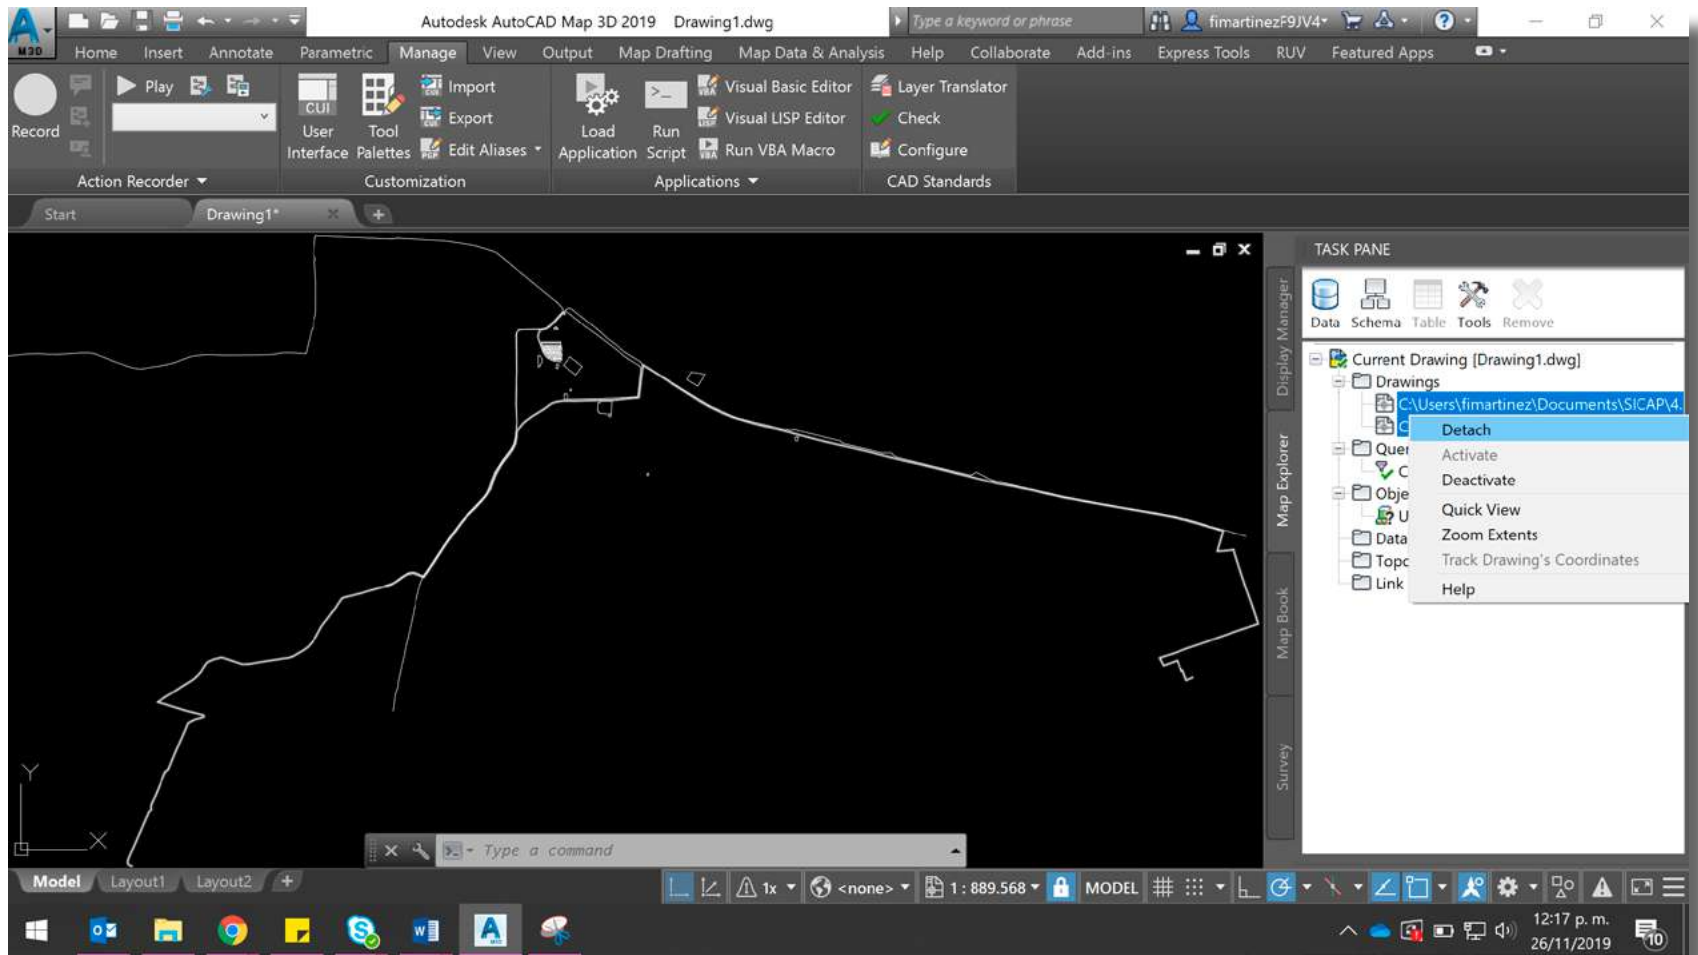 M3D
Autodesk AutoCAD Map 3D 2019 Drawing1.dwg
Type a keyword or phrase
fimartinezF9JV4
Home Insert Annotate Parametric Manage View Output Map Drafting Map Data & Analysis Help Collaborate Add-ins Express Tools RUV Featured Apps
Record
Play
CUI
User
Interface
Tool
Palettes
Import
Export
Edit Aliases
Load
Application
Run
Script
Visual Basic Editor
Visual LISP Editor
Run VBA Macro
Layer Translator
Check
Configure
Action Recorder
Customization
Applications
CAD Standards
Start Drawing1*
TASK PANE
Data Schema Table Tools Remove
Display Manager
Map Explorer
Map Book
Survey
Current Drawing [Drawing1.dwg]
Drawings
C:\Users\fimartinez\Documents\SICAP\4.
C
Quer
C
Obje
U
Data
Topo
Link
Detach
Activate
Deactivate
Quick View
Zoom Extents
Track Drawing's Coordinates
Help
Y
X
Type a command
Model Layout1 Layout2 +
1x <none> 1 : 889.568 MODEL
12:17 p. m.
26/11/2019
10